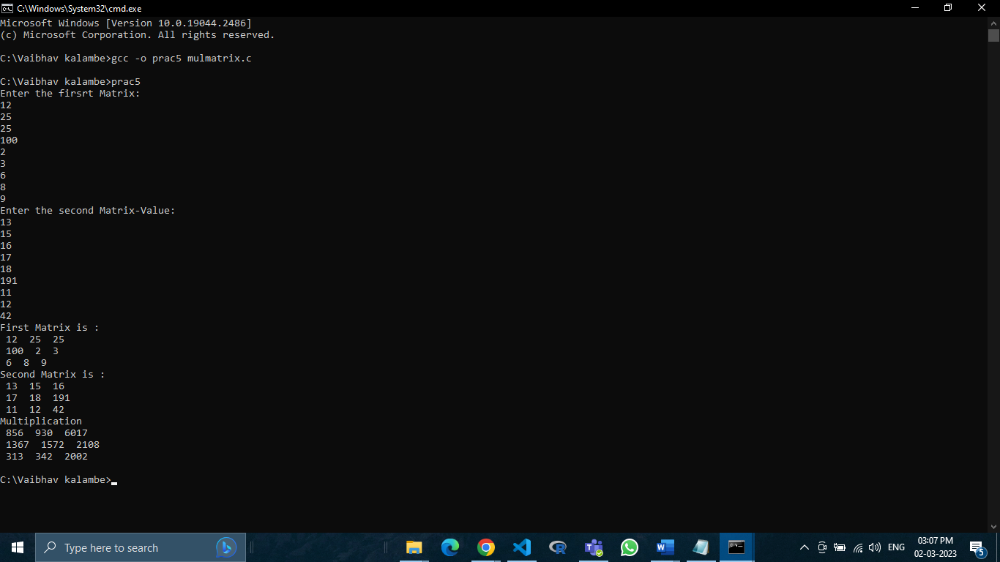 C:\Windows\System32\cmd.exe
Microsoft Windows [Version 10.0.19044.2486]
(c) Microsoft Corporation. All rights reserved.
C:\Vaibhav kalambe>gcc -o prac5 mulmatrix.c
C:\Vaibhav kalambe>prac5
Enter the firsrt Matrix:
12
25
25
100
2
3
6
8
9
Enter the second Matrix-Value:
13
15
16
17
18
191
11
12
42
First Matrix is :
12 25 25
100 2 3
6 8 9
Second Matrix is :
13 15 16
17 18 191
11 12 42
Multiplication
856 930 6017
1367 1572 2108
313 342 2002
C:\Vaibhav kalambe>
Type here to search
ENG
03:07 PM
02-03-2023
5